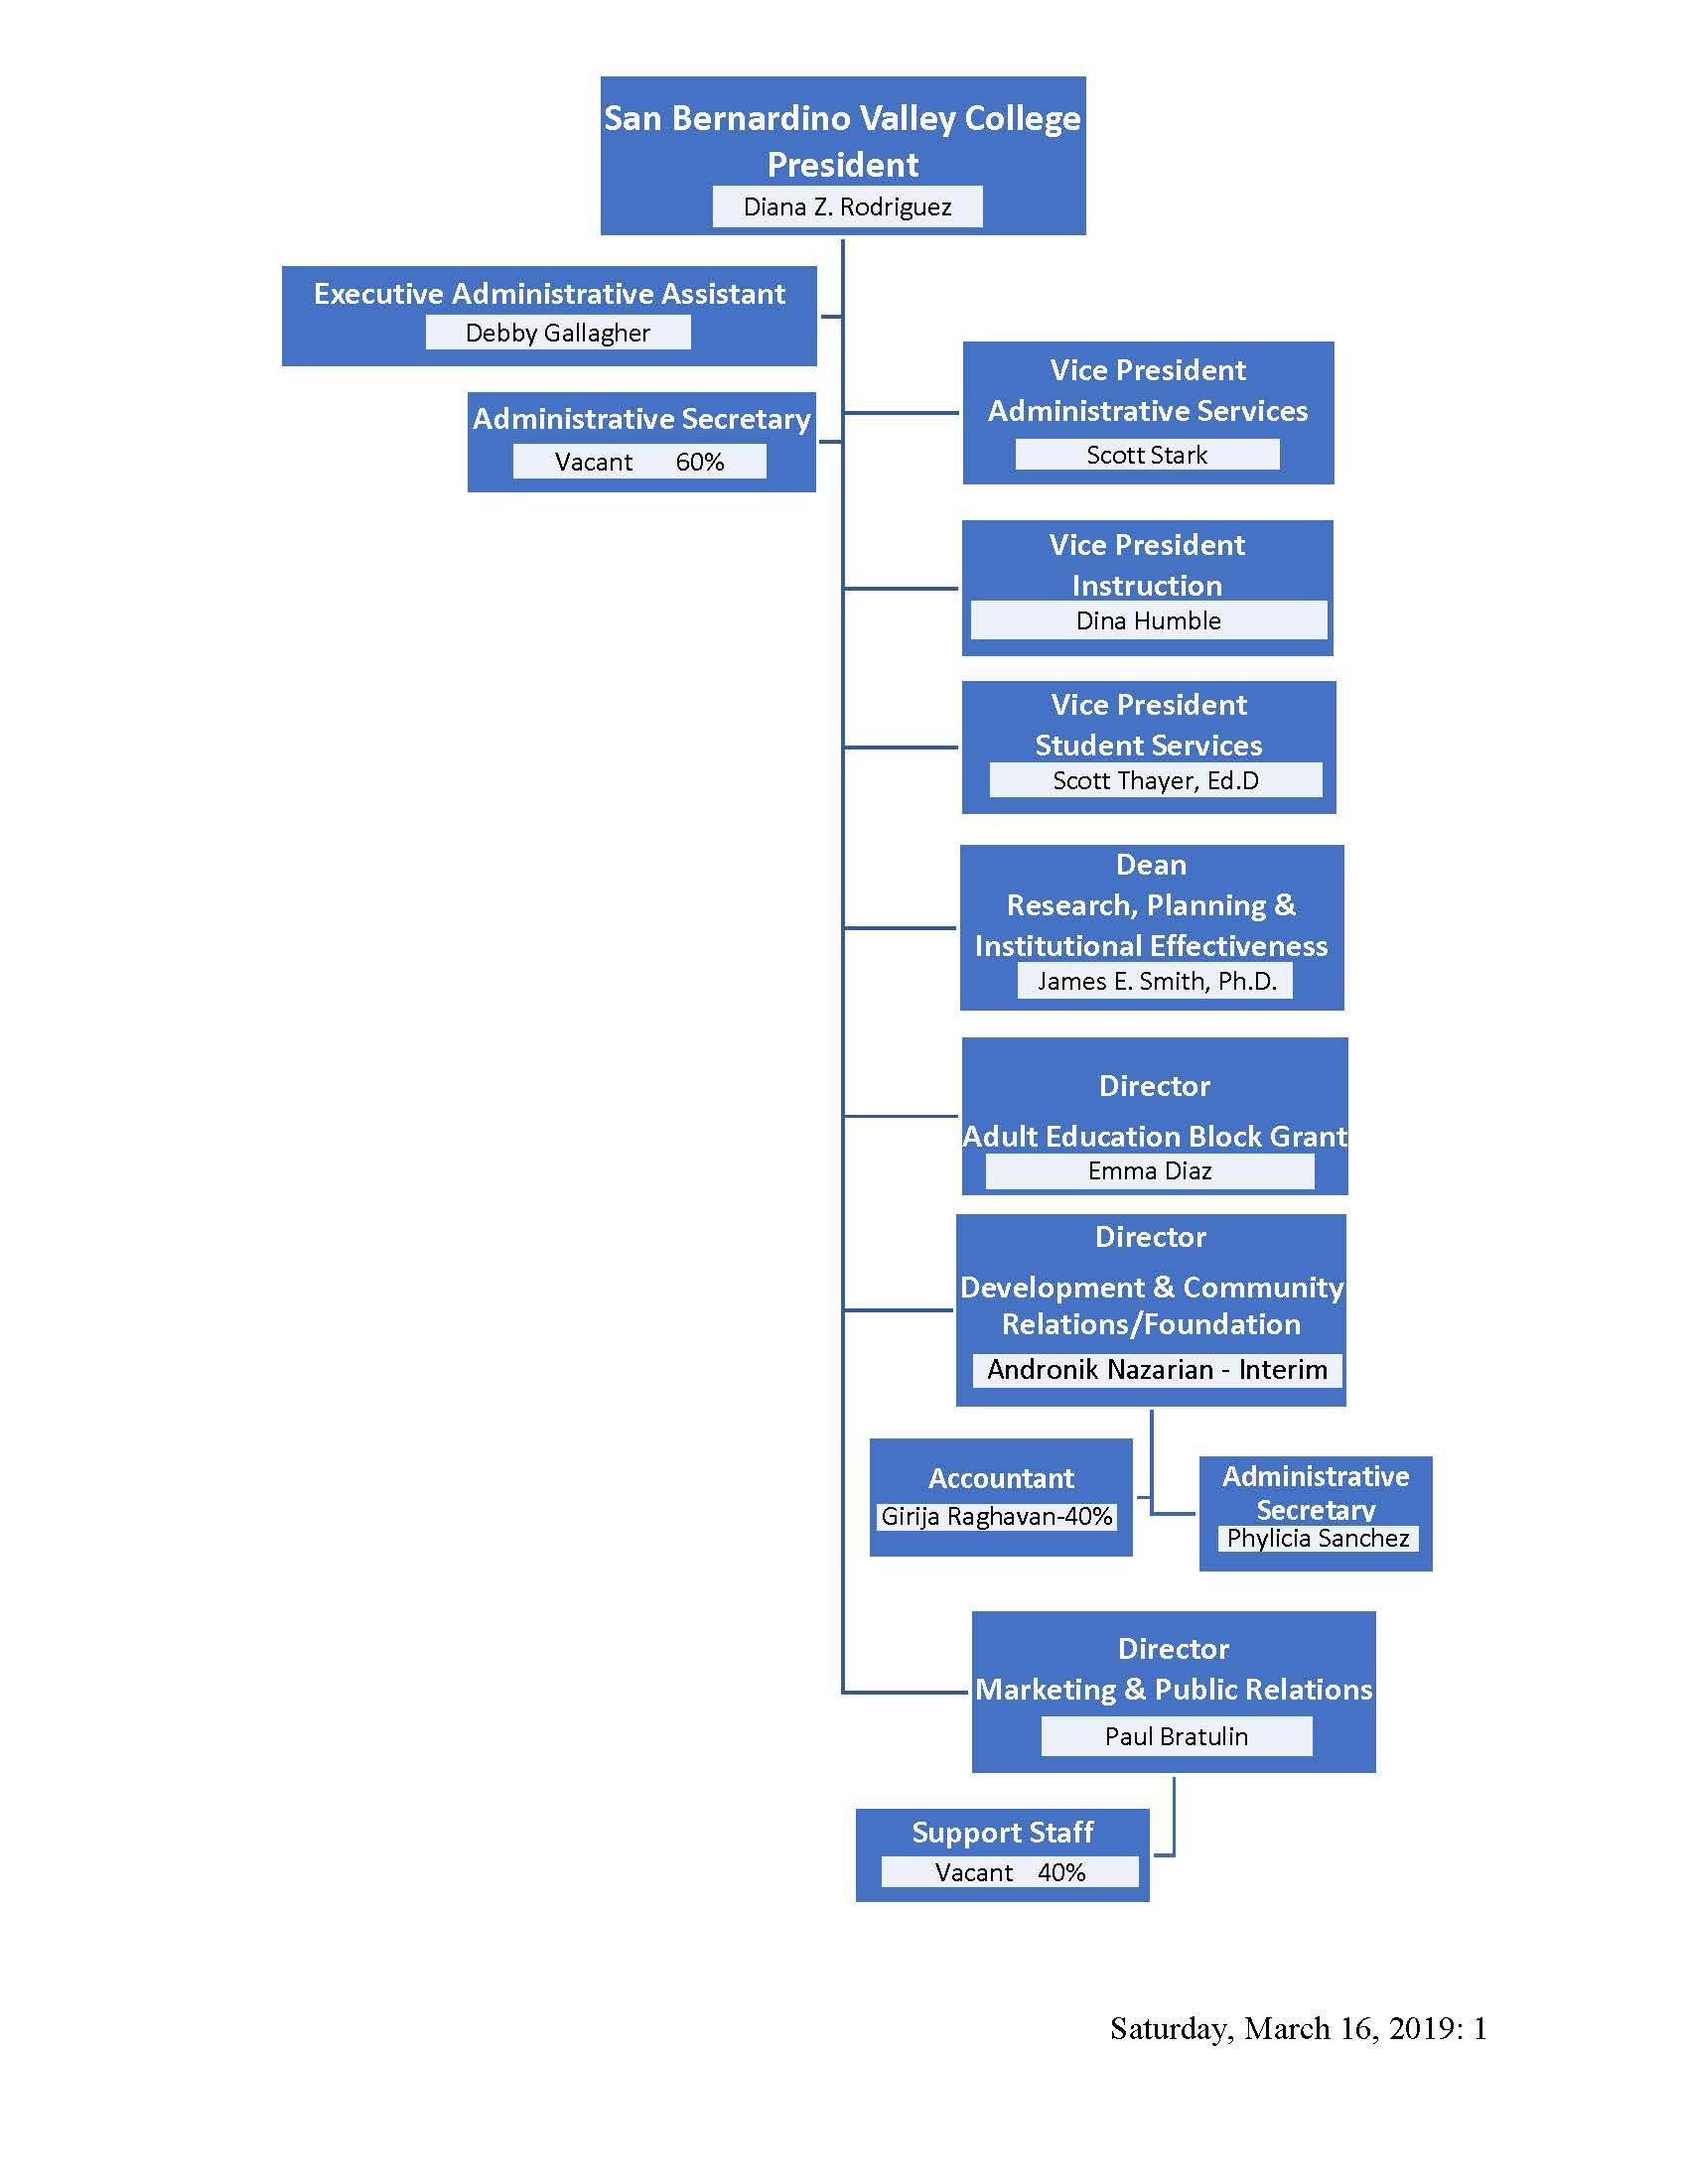 San Bernardino Valley College
President
Diana Z. Rodriguez
Executive Administrative Assistant
Debby Gallagher
Administrative Secretary
Vacant 60%
Vice President
Administrative Services
Scott Stark
Vice President
Instruction
Dina Humble
Vice President
Student Services
Scott Thayer, Ed.D
Dean
Research, Planning &
Institutional Effectiveness
James E. Smith, Ph.D.
Director
Adult Education Block Grant
Emma Diaz
Director
Development & Community
Relations/Foundation
Andronik Nazarian - Interim
Accountant
Girija Raghavan-40%
Administrative
Secretary
Phylicia Sanchez
Director
Marketing & Public Relations
Paul Bratulin
Support Staff
Vacant 40%
Saturday, March 16, 2019: 1